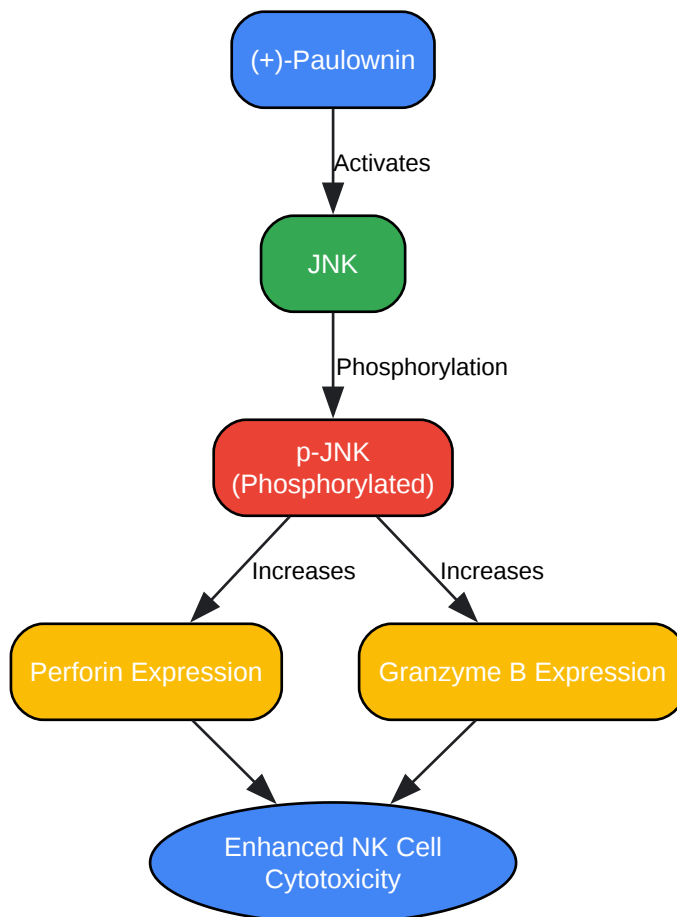 (+)-Paulownin
Activates
JNK
Phosphorylation
p-JNK
(Phosphorylated)
Increases
Increases
Perforin Expression
Granzyme B Expression
Enhanced NK Cell
Cytotoxicity